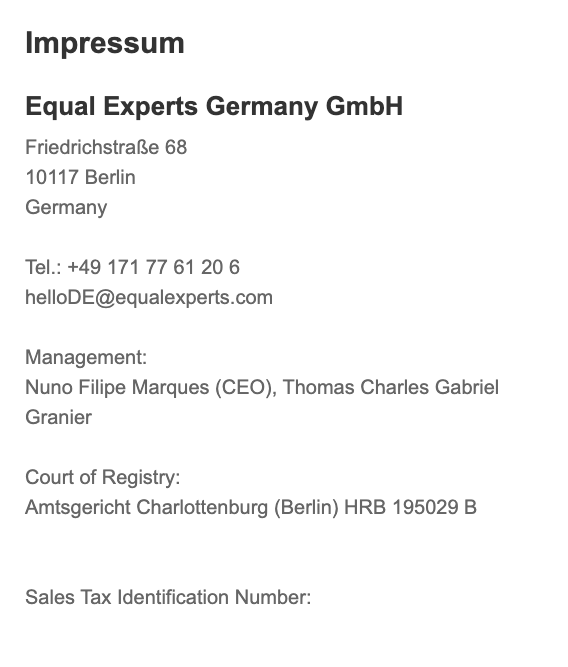 Impressum
Equal Experts Germany GmbH
Friedrichstraße 68
10117 Berlin
Germany
Tel.: +49 171 77 61 20 6
helloDE@equalexperts.com
Management:
Nuno Filipe Marques (CEO), Thomas Charles Gabriel
Granier
Court of Registry:
Amtsgericht Charlottenburg (Berlin) HRB 195029 B
Sales Tax Identification Number: